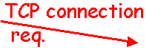 TCP connection
req.